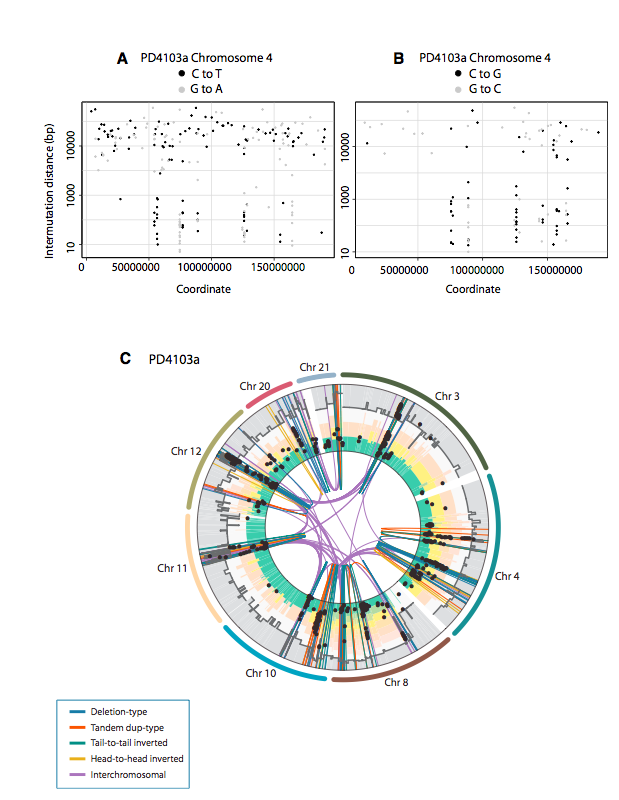 A PD4103a Chromosome 4
C to T
G to A
Intermutation distance (bp)
10000
1000
10
0 50000000 100000000 150000000
Coordinate
B PD4103a Chromosome 4
C to G
G to C
10000
1000
10
0 50000000 100000000 150000000
Coordinate
C PD4103a
Chr 21
Chr 20
Chr 3
Chr 12
Chr 11
Chr 4
Chr 10
Chr 8
Deletion-type
Tandem dup-type
Tail-to-tail inverted
Head-to-head inverted
Interchromosomal